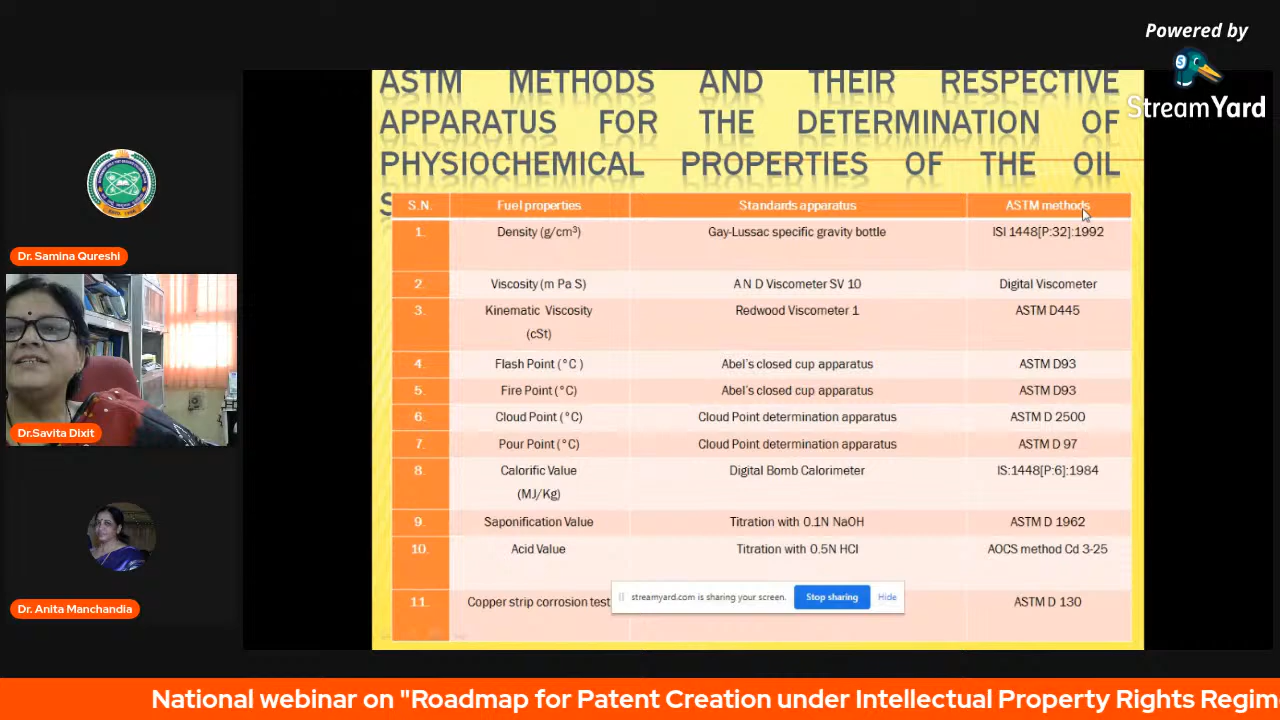 Powered by
StreamYard
ASTM METHODS AND THEIR RESPECTIVE
APPARATUS FOR THE DETERMINATION OF
PHYSIOCHEMICAL PROPERTIES OF THE OIL
S.N. Fuel properties Standards apparatus ASTM methods
1. Density (g/cm³) Gay-Lussac specific gravity bottle ISI 1448[P:32]:1992
2. Viscosity (m Pa S) A N D Viscometer SV 10 Digital Viscometer
3. Kinematic Viscosity Redwood Viscometer 1 ASTM D445
(cSt)
4. Flash Point (°C ) Abel's closed cup apparatus ASTM D93
5. Fire Point (°C) Abel's closed cup apparatus ASTM D93
6. Cloud Point (°C) Cloud Point determination apparatus ASTM D 2500
7. Pour Point (°C) Cloud Point determination apparatus ASTM D 97
8. Calorific Value Digital Bomb Calorimeter IS:1448[P:6]:1984
(MJ/Kg)
9. Saponification Value Titration with 0.1N NaOH ASTM D 1962
10. Acid Value Titration with 0.5N HCl AOCS method Cd 3-25
11. Copper strip corrosion test ASTM D 130
streamyard.com is sharing your screen. Stop sharing Hide
Dr. Samina Qureshi
Dr.Savita Dixit
Dr. Anita Manchandia
National webinar on "Roadmap for Patent Creation under Intellectual Property Rights Regim